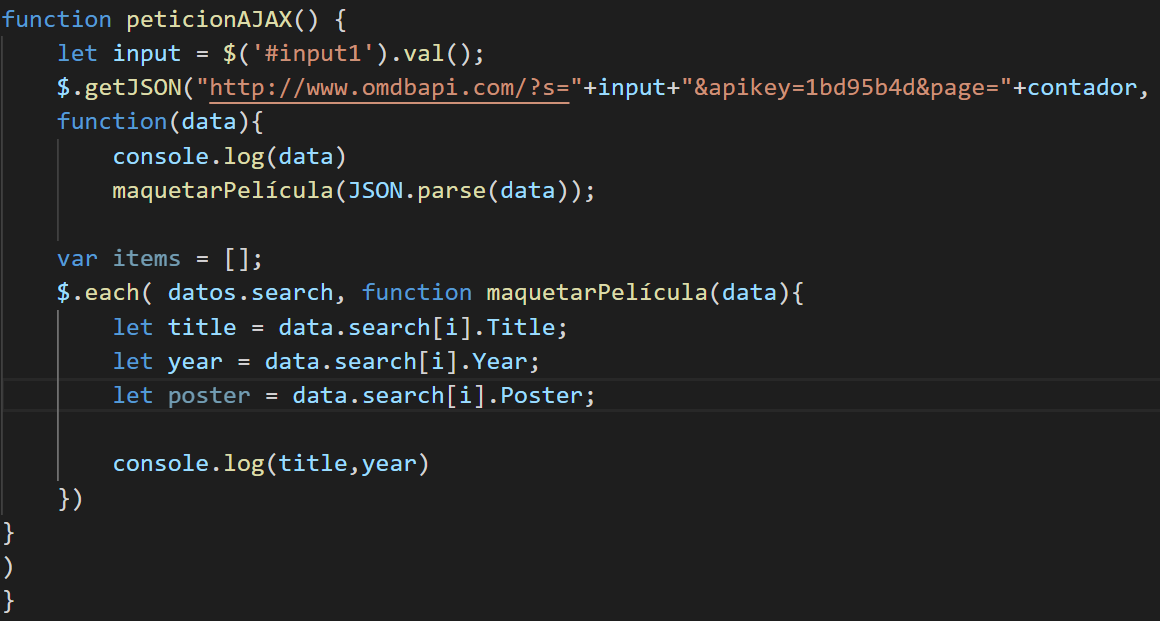 function peticionAJAX() {
let input = $('#input1').val();
$.getJSON("http://www.omdbapi.com/?s="+input+"&apikey=1bd95b4d&page="+contador,
function(data){
console.log(data)
maquetarPelícula(JSON.parse(data));
var items = [];
$.each( datos.search, function maquetarPelícula(data){
let title = data.search[i].Title;
let year = data.search[i].Year;
let poster = data.search[i].Poster;
console.log(title,year)
})
}
)
}